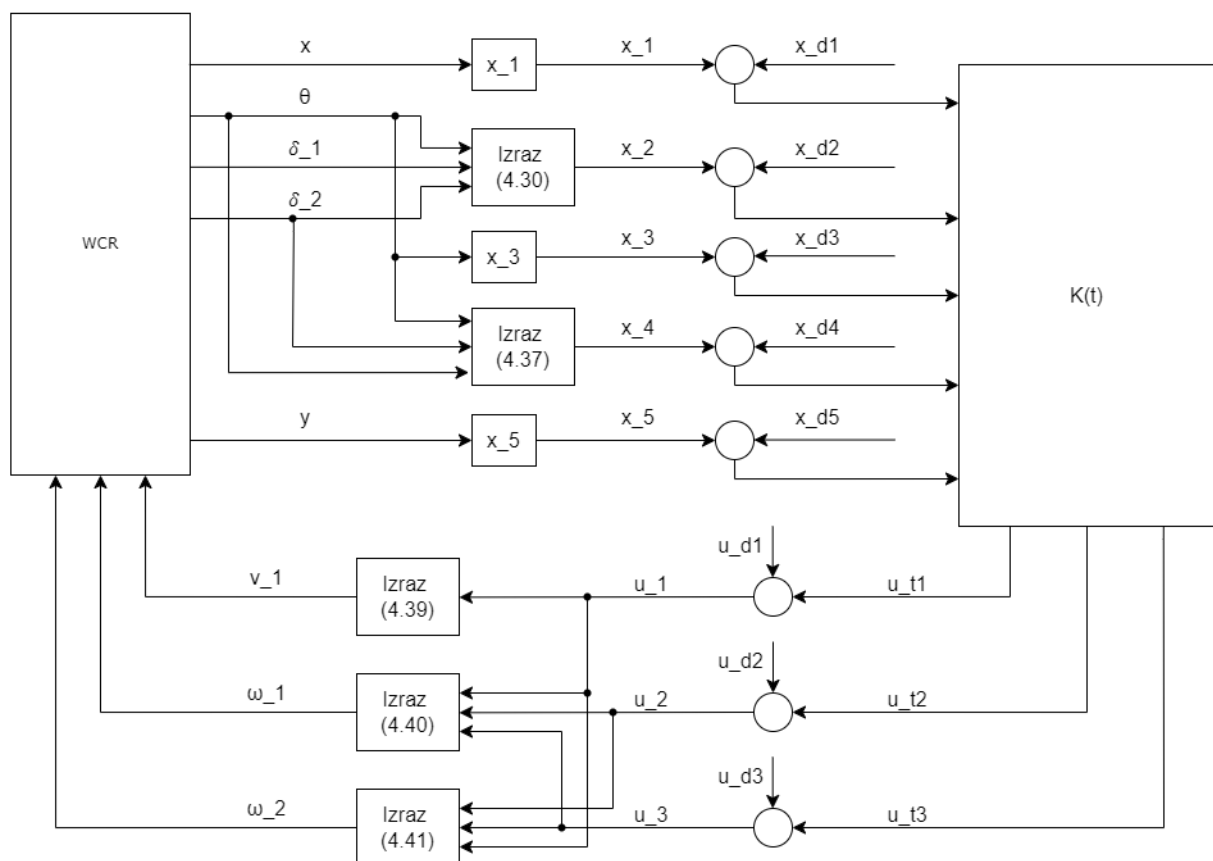 x
x_1
x_1
x_d1
θ
δ_1
Izraz
(4.30)
x_2
x_d2
δ_2
WCR
x_3
x_3
x_d3
K(t)
Izraz
(4.37)
x_4
x_d4
y
x_5
x_5
x_d5
u_d1
v_1
Izraz
(4.39)
u_1
u_t1
u_d2
ω_1
Izraz
(4.40)
u_2
u_t2
u_d3
ω_2
Izraz
(4.41)
u_3
u_t3